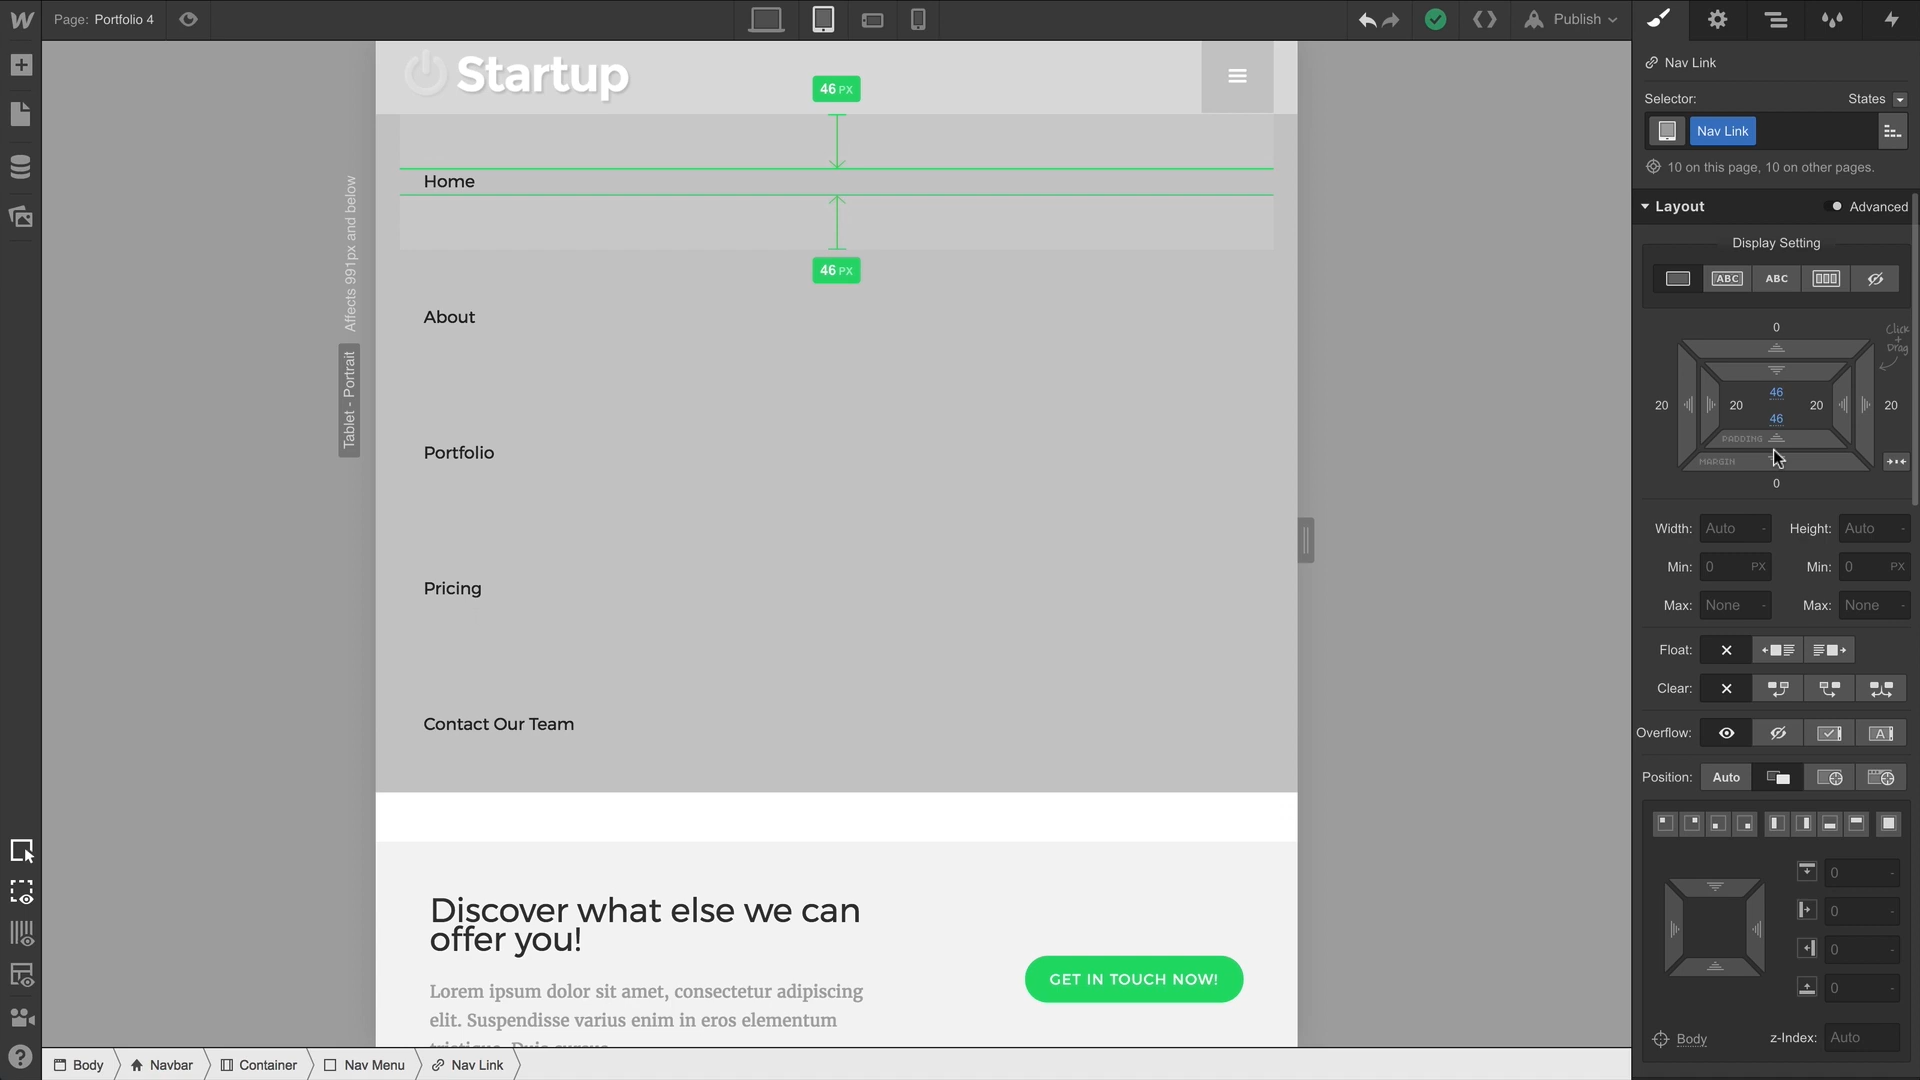 Page: Portfolio 4
Publish
Startup
46 PX
Home
46 PX
About
Portfolio
Pricing
Contact Our Team
Affects 991px and below
Tablet - Portrait
Discover what else we can
offer you!
Lorem ipsum dolor sit amet, consectetur adipiscing
elit. Suspendisse varius enim in eros elementum
GET IN TOUCH NOW!
Body
Navbar
Container
Nav Menu
Nav Link
Nav Link
Selector:
States
Nav Link
10 on this page, 10 on other pages.
Layout
Advanced
Display Setting
ABC
ABC
0
Click
+
Drag
46
20 20 20 20
46
PADDING
MARGIN
0
Width: Auto - Height: Auto -
Min: 0 PX Min: 0 PX
Max: None - Max: None -
Float:
Clear:
Overflow:
A
Position: Auto
0 -
0 -
0 -
0 -
Body
z-Index: Auto